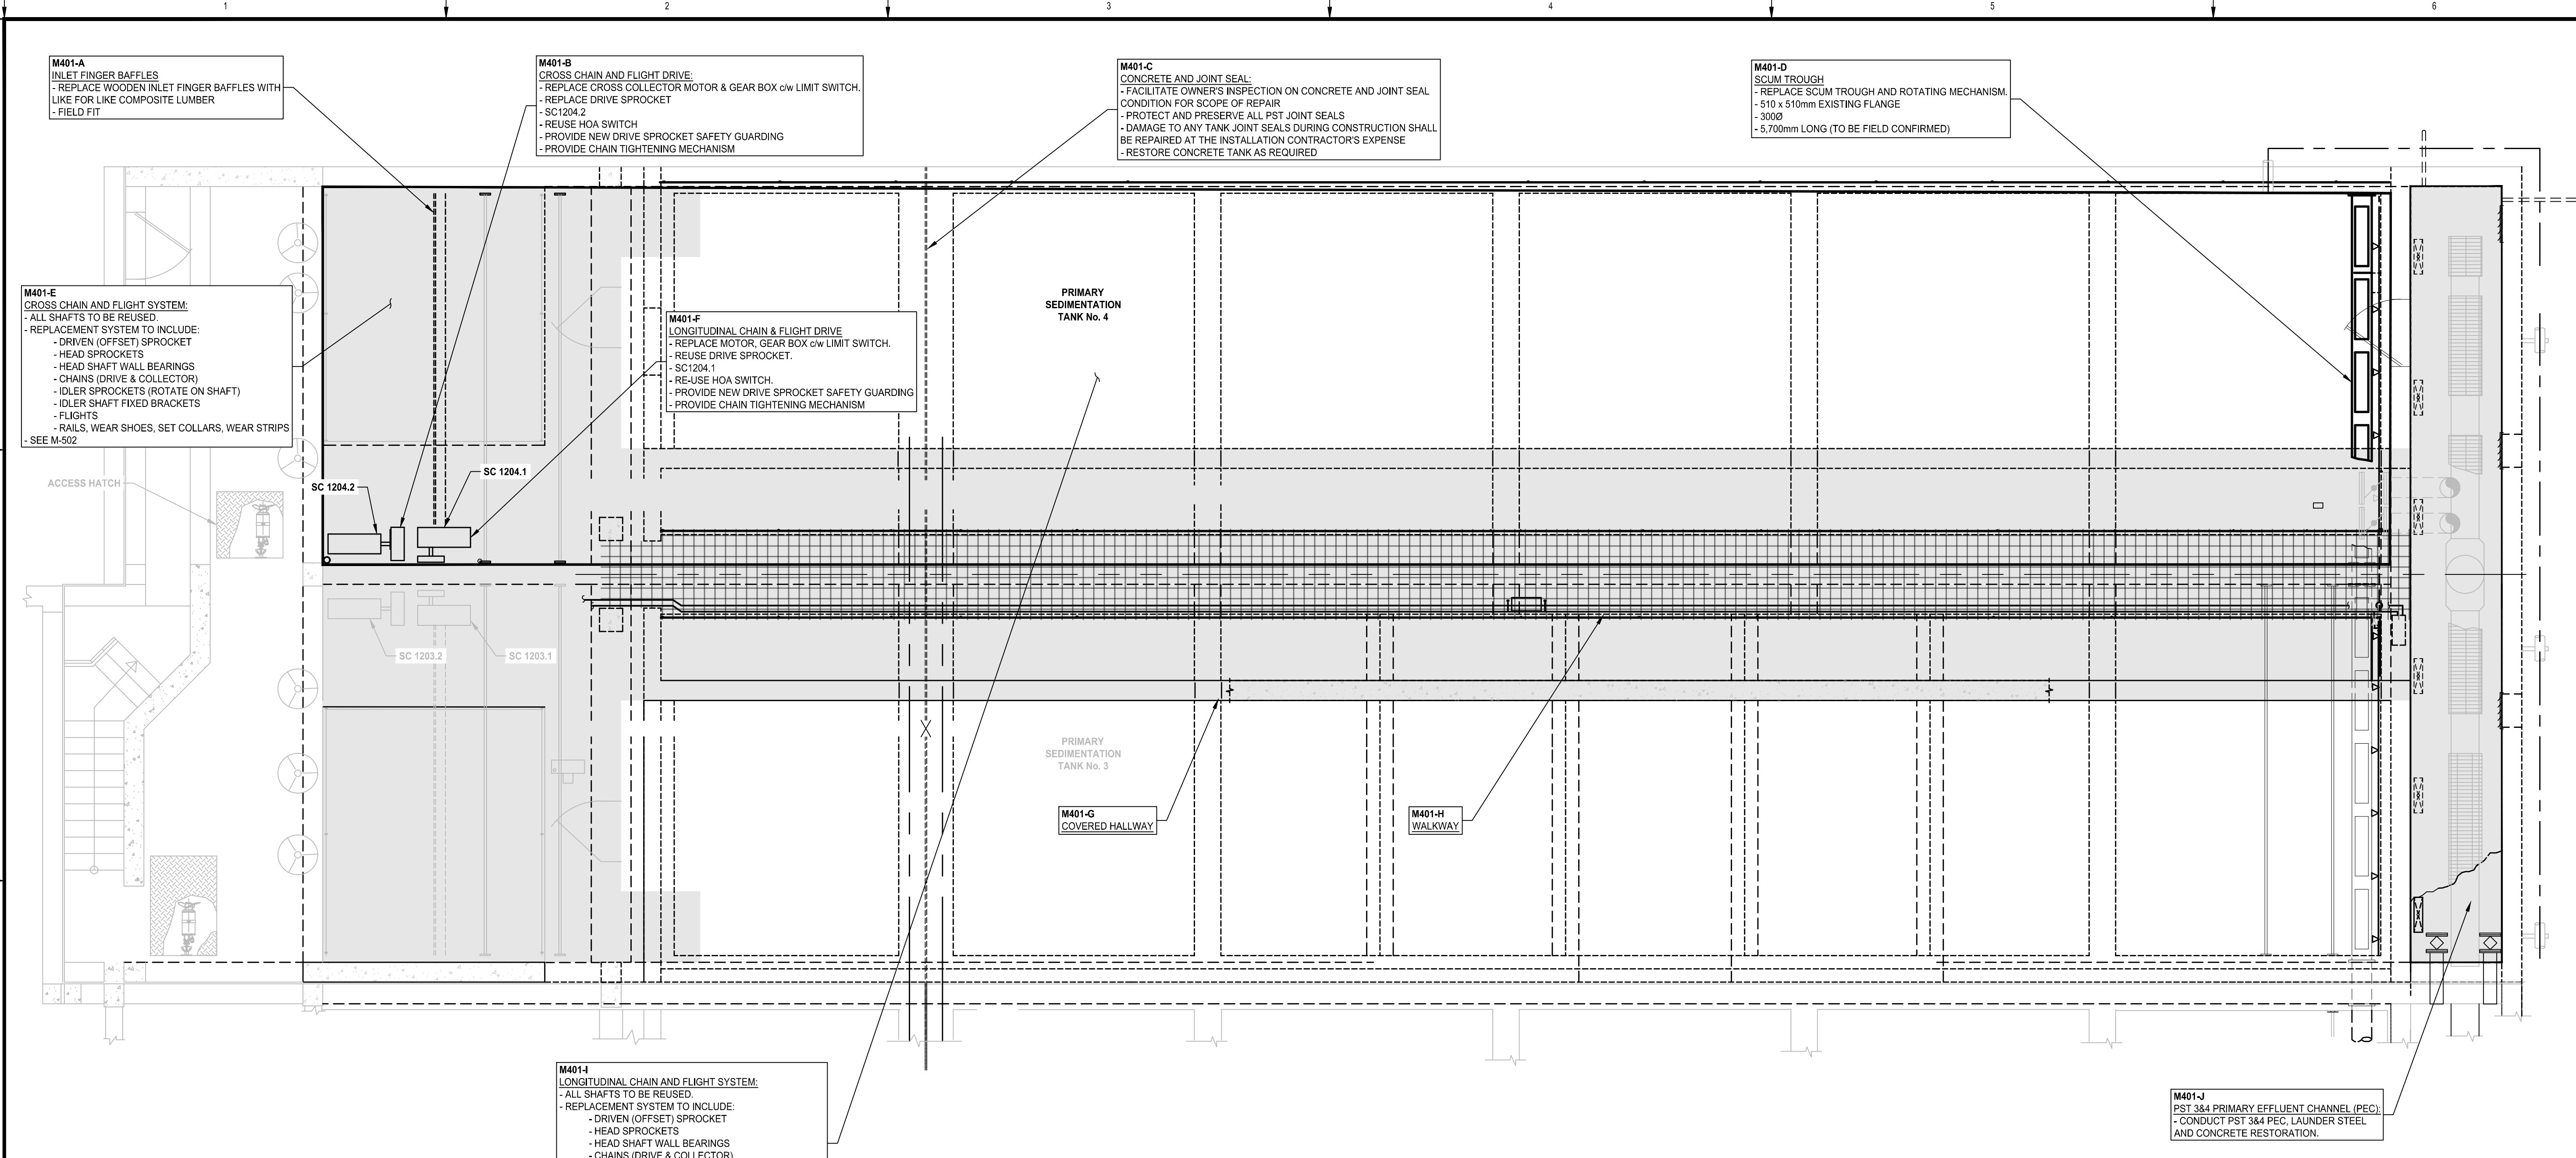 1
2
3
4
5
6
M401-A
INLET FINGER BAFFLES
- REPLACE WOODEN INLET FINGER BAFFLES WITH
LIKE FOR LIKE COMPOSITE LUMBER
- FIELD FIT
M401-B
CROSS CHAIN AND FLIGHT DRIVE:
- REPLACE CROSS COLLECTOR MOTOR & GEAR BOX c/w LIMIT SWITCH.
- REPLACE DRIVE SPROCKET
- SC1204.2
- REUSE HOA SWITCH
- PROVIDE NEW DRIVE SPROCKET SAFETY GUARDING
- PROVIDE CHAIN TIGHTENING MECHANISM
M401-C
CONCRETE AND JOINT SEAL:
- FACILITATE OWNER'S INSPECTION ON CONCRETE AND JOINT SEAL
CONDITION FOR SCOPE OF REPAIR
- PROTECT AND PRESERVE ALL PST JOINT SEALS
- DAMAGE TO ANY TANK JOINT SEALS DURING CONSTRUCTION SHALL
BE REPAIRED AT THE INSTALLATION CONTRACTOR'S EXPENSE
- RESTORE CONCRETE TANK AS REQUIRED
M401-D
SCUM TROUGH
- REPLACE SCUM TROUGH AND ROTATING MECHANISM.
- 510 x 510mm EXISTING FLANGE
- 300Ø
- 5,700mm LONG (TO BE FIELD CONFIRMED)
M401-E
CROSS CHAIN AND FLIGHT SYSTEM:
- ALL SHAFTS TO BE REUSED.
- REPLACEMENT SYSTEM TO INCLUDE:
- DRIVEN (OFFSET) SPROCKET
- HEAD SPROCKETS
- HEAD SHAFT WALL BEARINGS
- CHAINS (DRIVE & COLLECTOR)
- IDLER SPROCKETS (ROTATE ON SHAFT)
- IDLER SHAFT FIXED BRACKETS
- FLIGHTS
- RAILS, WEAR SHOES, SET COLLARS, WEAR STRIPS
- SEE M-502
M401-F
LONGITUDINAL CHAIN & FLIGHT DRIVE
- REPLACE MOTOR, GEAR BOX c/w LIMIT SWITCH.
- REUSE DRIVE SPROCKET.
- SC1204.1
- RE-USE HOA SWITCH.
- PROVIDE NEW DRIVE SPROCKET SAFETY GUARDING
- PROVIDE CHAIN TIGHTENING MECHANISM
PRIMARY
SEDIMENTATION
TANK No. 4
ACCESS HATCH
SC 1204.2
SC 1204.1
SC 1203.2
SC 1203.1
PRIMARY
SEDIMENTATION
TANK No. 3
M401-G
COVERED HALLWAY
M401-H
WALKWAY
M401-I
LONGITUDINAL CHAIN AND FLIGHT SYSTEM:
- ALL SHAFTS TO BE REUSED.
- REPLACEMENT SYSTEM TO INCLUDE:
- DRIVEN (OFFSET) SPROCKET
- HEAD SPROCKETS
- HEAD SHAFT WALL BEARINGS
- CHAINS (DRIVE & COLLECTOR)
M401-J
PST 3&4 PRIMARY EFFLUENT CHANNEL (PEC):
- CONDUCT PST 3&4 PEC, LAUNDER STEEL
AND CONCRETE RESTORATION.